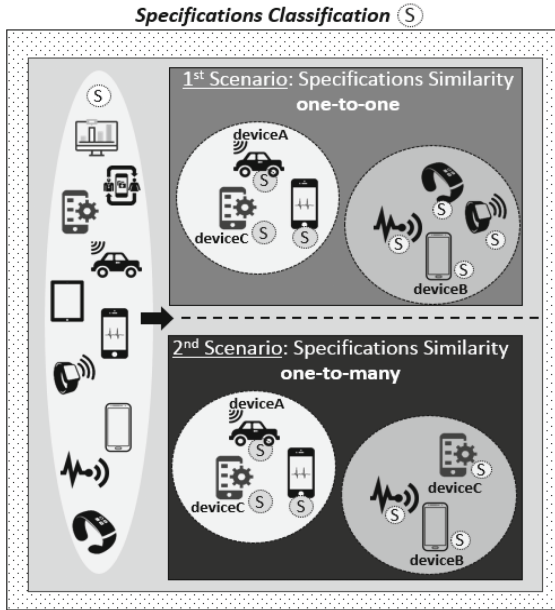 Specifications Classification S
S
1st Scenario: Specifications Similarity
one-to-one
deviceA
S
deviceC
S
S
S
S
S
S
deviceB
2nd Scenario: Specifications Similarity
one-to-many
deviceA
S
deviceC
S
S
S
deviceC
S
S
deviceB